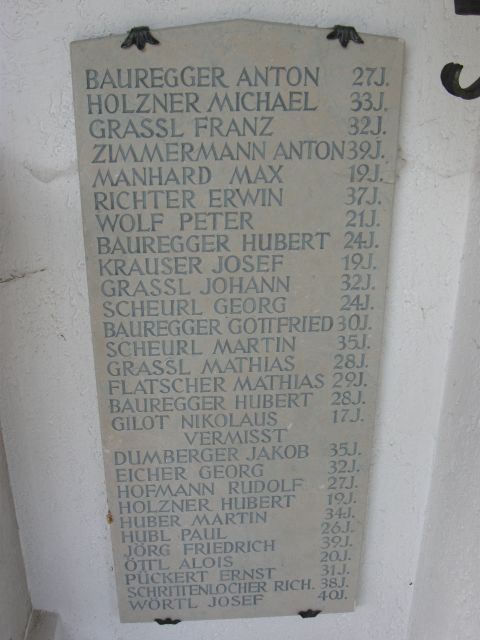 BAUREGGER ANTON 27J.
HOLZNER MICHAEL 33J.
GRASSL FRANZ 32J.
ZIMMERMANN ANTON 39J.
MANHARD MAX 19J.
RICHTER ERWIN 37J.
WOLF PETER 21J.
BAUREGGER HUBERT 24J.
KRAUSER JOSEF 19J.
GRASSL JOHANN 32J.
SCHEURL GEORG 24J.
BAUREGGER GOTTFRIED 30J.
SCHEURL MARTIN 35J.
GRASSL MATHIAS 28J.
FLATSCHER MATHIAS 29J.
BAUREGGER HUBERT 28J.
GILOT NIKOLAUS 17J.
VERMISST
DUMBERGER JAKOB 35J.
EICHER GEORG 32J.
HOFMANN RUDOLF 27J.
HOLZNER HUBERT 19J.
HUBER MARTIN 34J.
HUBL PAUL 26J.
JÖRG FRIEDRICH 39J.
ÖTTL ALOIS 20J.
PÜCKERT ERNST 31J.
SCHRITTENLOCHER RICH. 38J.
WÖRTL JOSEF 40J.